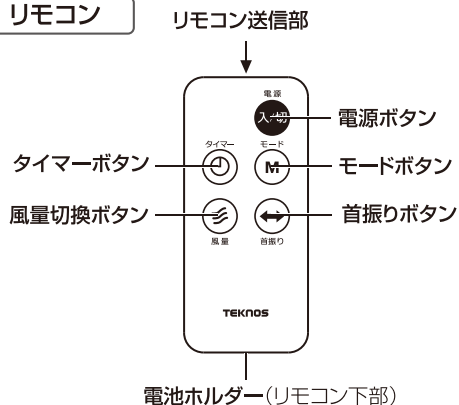 リモコン
リモコン送信部
電源
入/切
電源ボタン
タイマー
モード
タイマーボタン
M
モードボタン
風量切換ボタン
首振りボタン
風量
首振り
TEKNOS
電池ホルダー(リモコン下部)